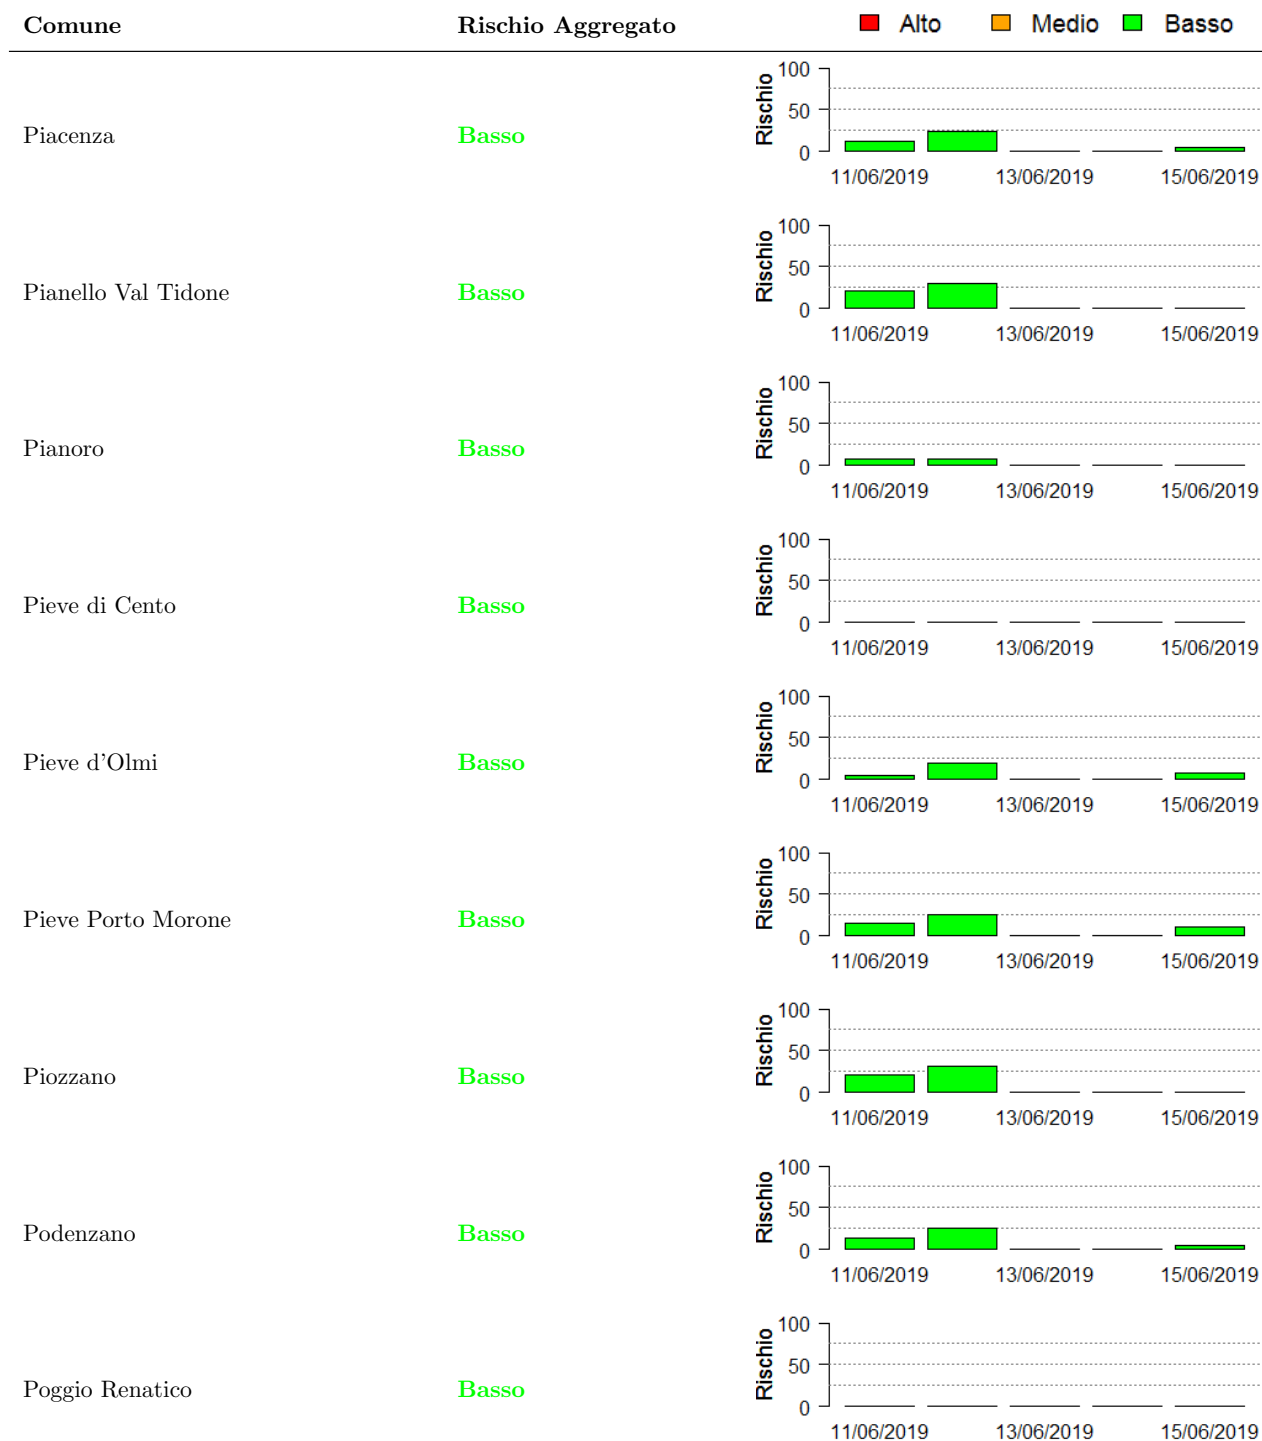 Comune Rischio Aggregato Alto Medio Basso
100
50
0
Rischio
Piacenza Basso
11/06/2019 13/06/2019 15/06/2019
100
50
0
Rischio
Pianello Val Tidone Basso
11/06/2019 13/06/2019 15/06/2019
100
50
0
Rischio
Pianoro Basso
11/06/2019 13/06/2019 15/06/2019
100
50
0
Rischio
Pieve di Cento Basso
11/06/2019 13/06/2019 15/06/2019
100
50
0
Rischio
Pieve d'Olmi Basso
11/06/2019 13/06/2019 15/06/2019
100
50
0
Rischio
Pieve Porto Morone Basso
11/06/2019 13/06/2019 15/06/2019
100
50
0
Rischio
Piozzano Basso
11/06/2019 13/06/2019 15/06/2019
100
50
0
Rischio
Podenzano Basso
11/06/2019 13/06/2019 15/06/2019
100
50
0
Rischio
Poggio Renatico Basso
11/06/2019 13/06/2019 15/06/2019